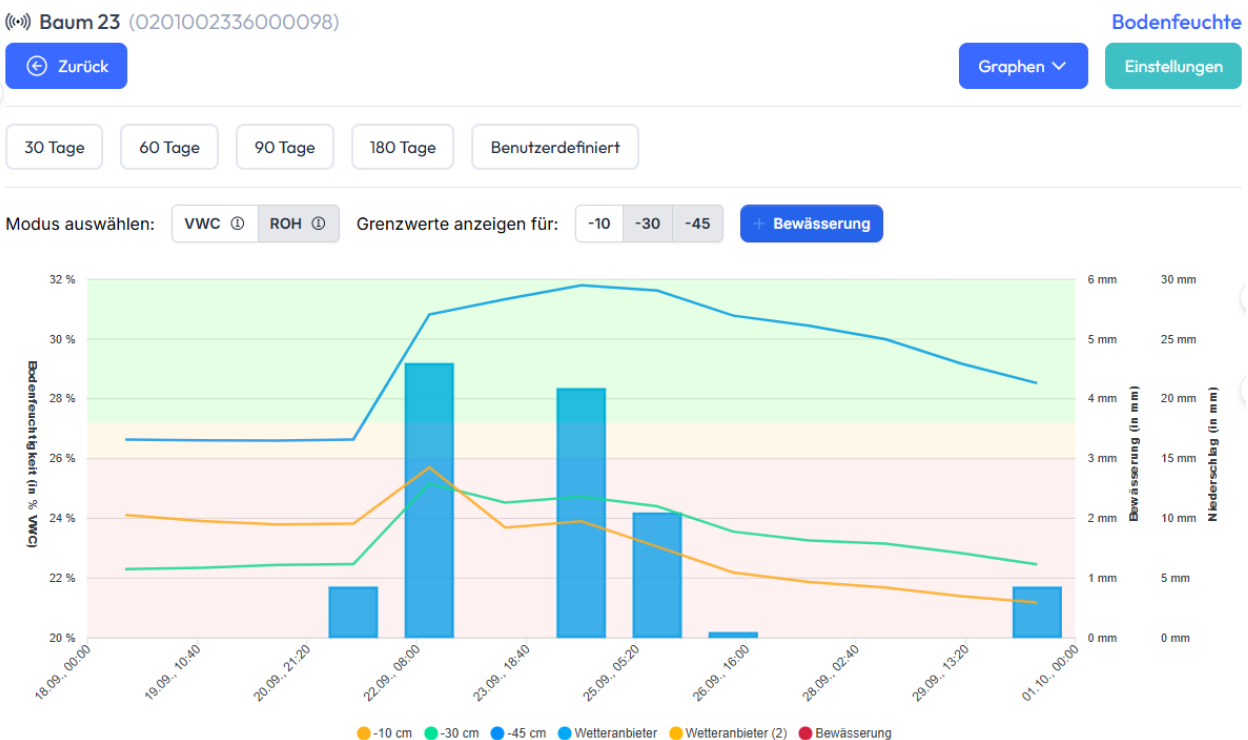 Baum 23 (0201002336000098)
Bodenfeuchte
Zurück
Graphen
Einstellungen
30 Tage
60 Tage
90 Tage
180 Tage
Benutzerdefiniert
Modus auswählen:
VWC
ROH
Grenzwerte anzeigen für:
-10
-30
-45
+ Bewässerung
32 %
30 %
28 %
26 %
24 %
22 %
20 %
Bodenfeuchtigkeit (in % VWC)
6 mm
5 mm
4 mm
3 mm
2 mm
1 mm
0 mm
Bewässerung (in mm)
30 mm
25 mm
20 mm
15 mm
10 mm
5 mm
0 mm
Niederschlag (in mm)
18.09., 00:00
19.09., 10:40
20.09., 21:20
22.09., 08:00
23.09., 18:40
25.09., 05:20
26.09., 16:00
28.09., 02:40
29.09., 13:20
01.10., 00:00
-10 cm
-30 cm
-45 cm
Wetteranbieter
Wetteranbieter (2)
Bewässerung